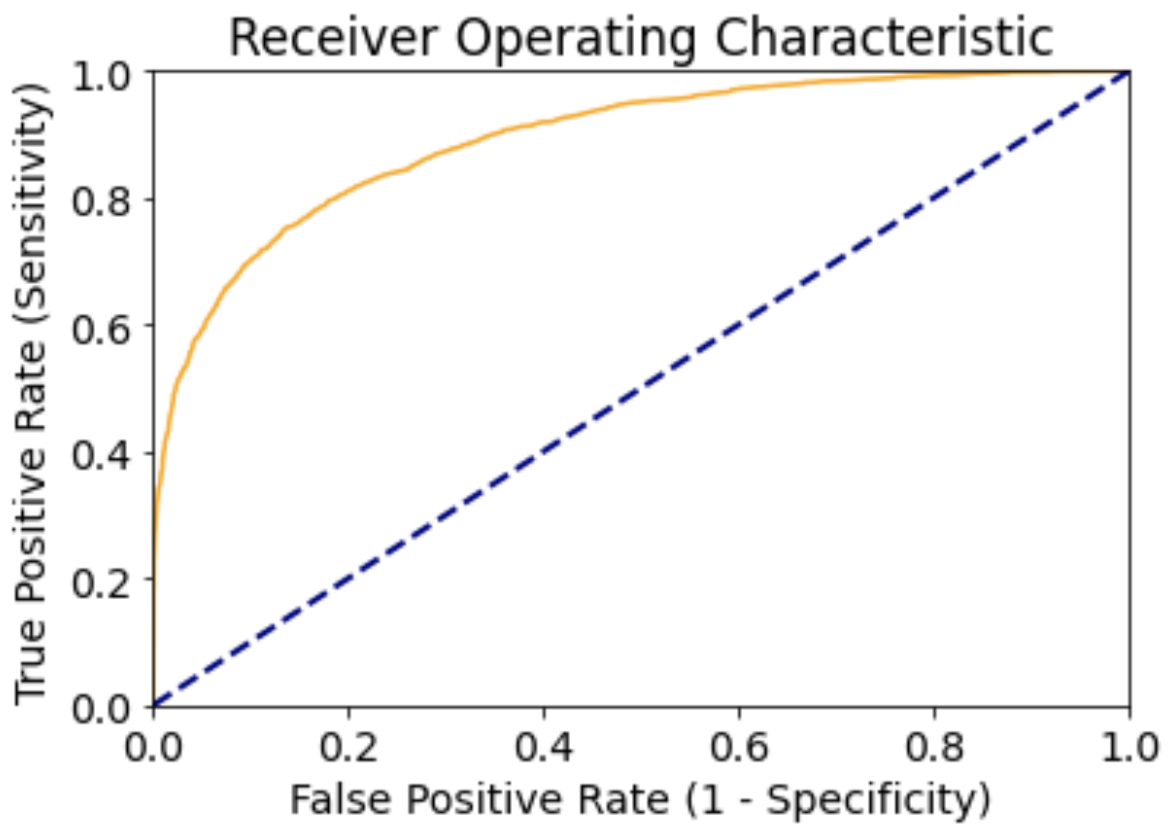 Receiver Operating Characteristic
True Positive Rate (Sensitivity)
1.0
0.8
0.6
0.4
0.2
0.0
0.0 0.2 0.4 0.6 0.8 1.0
False Positive Rate (1 - Specificity)